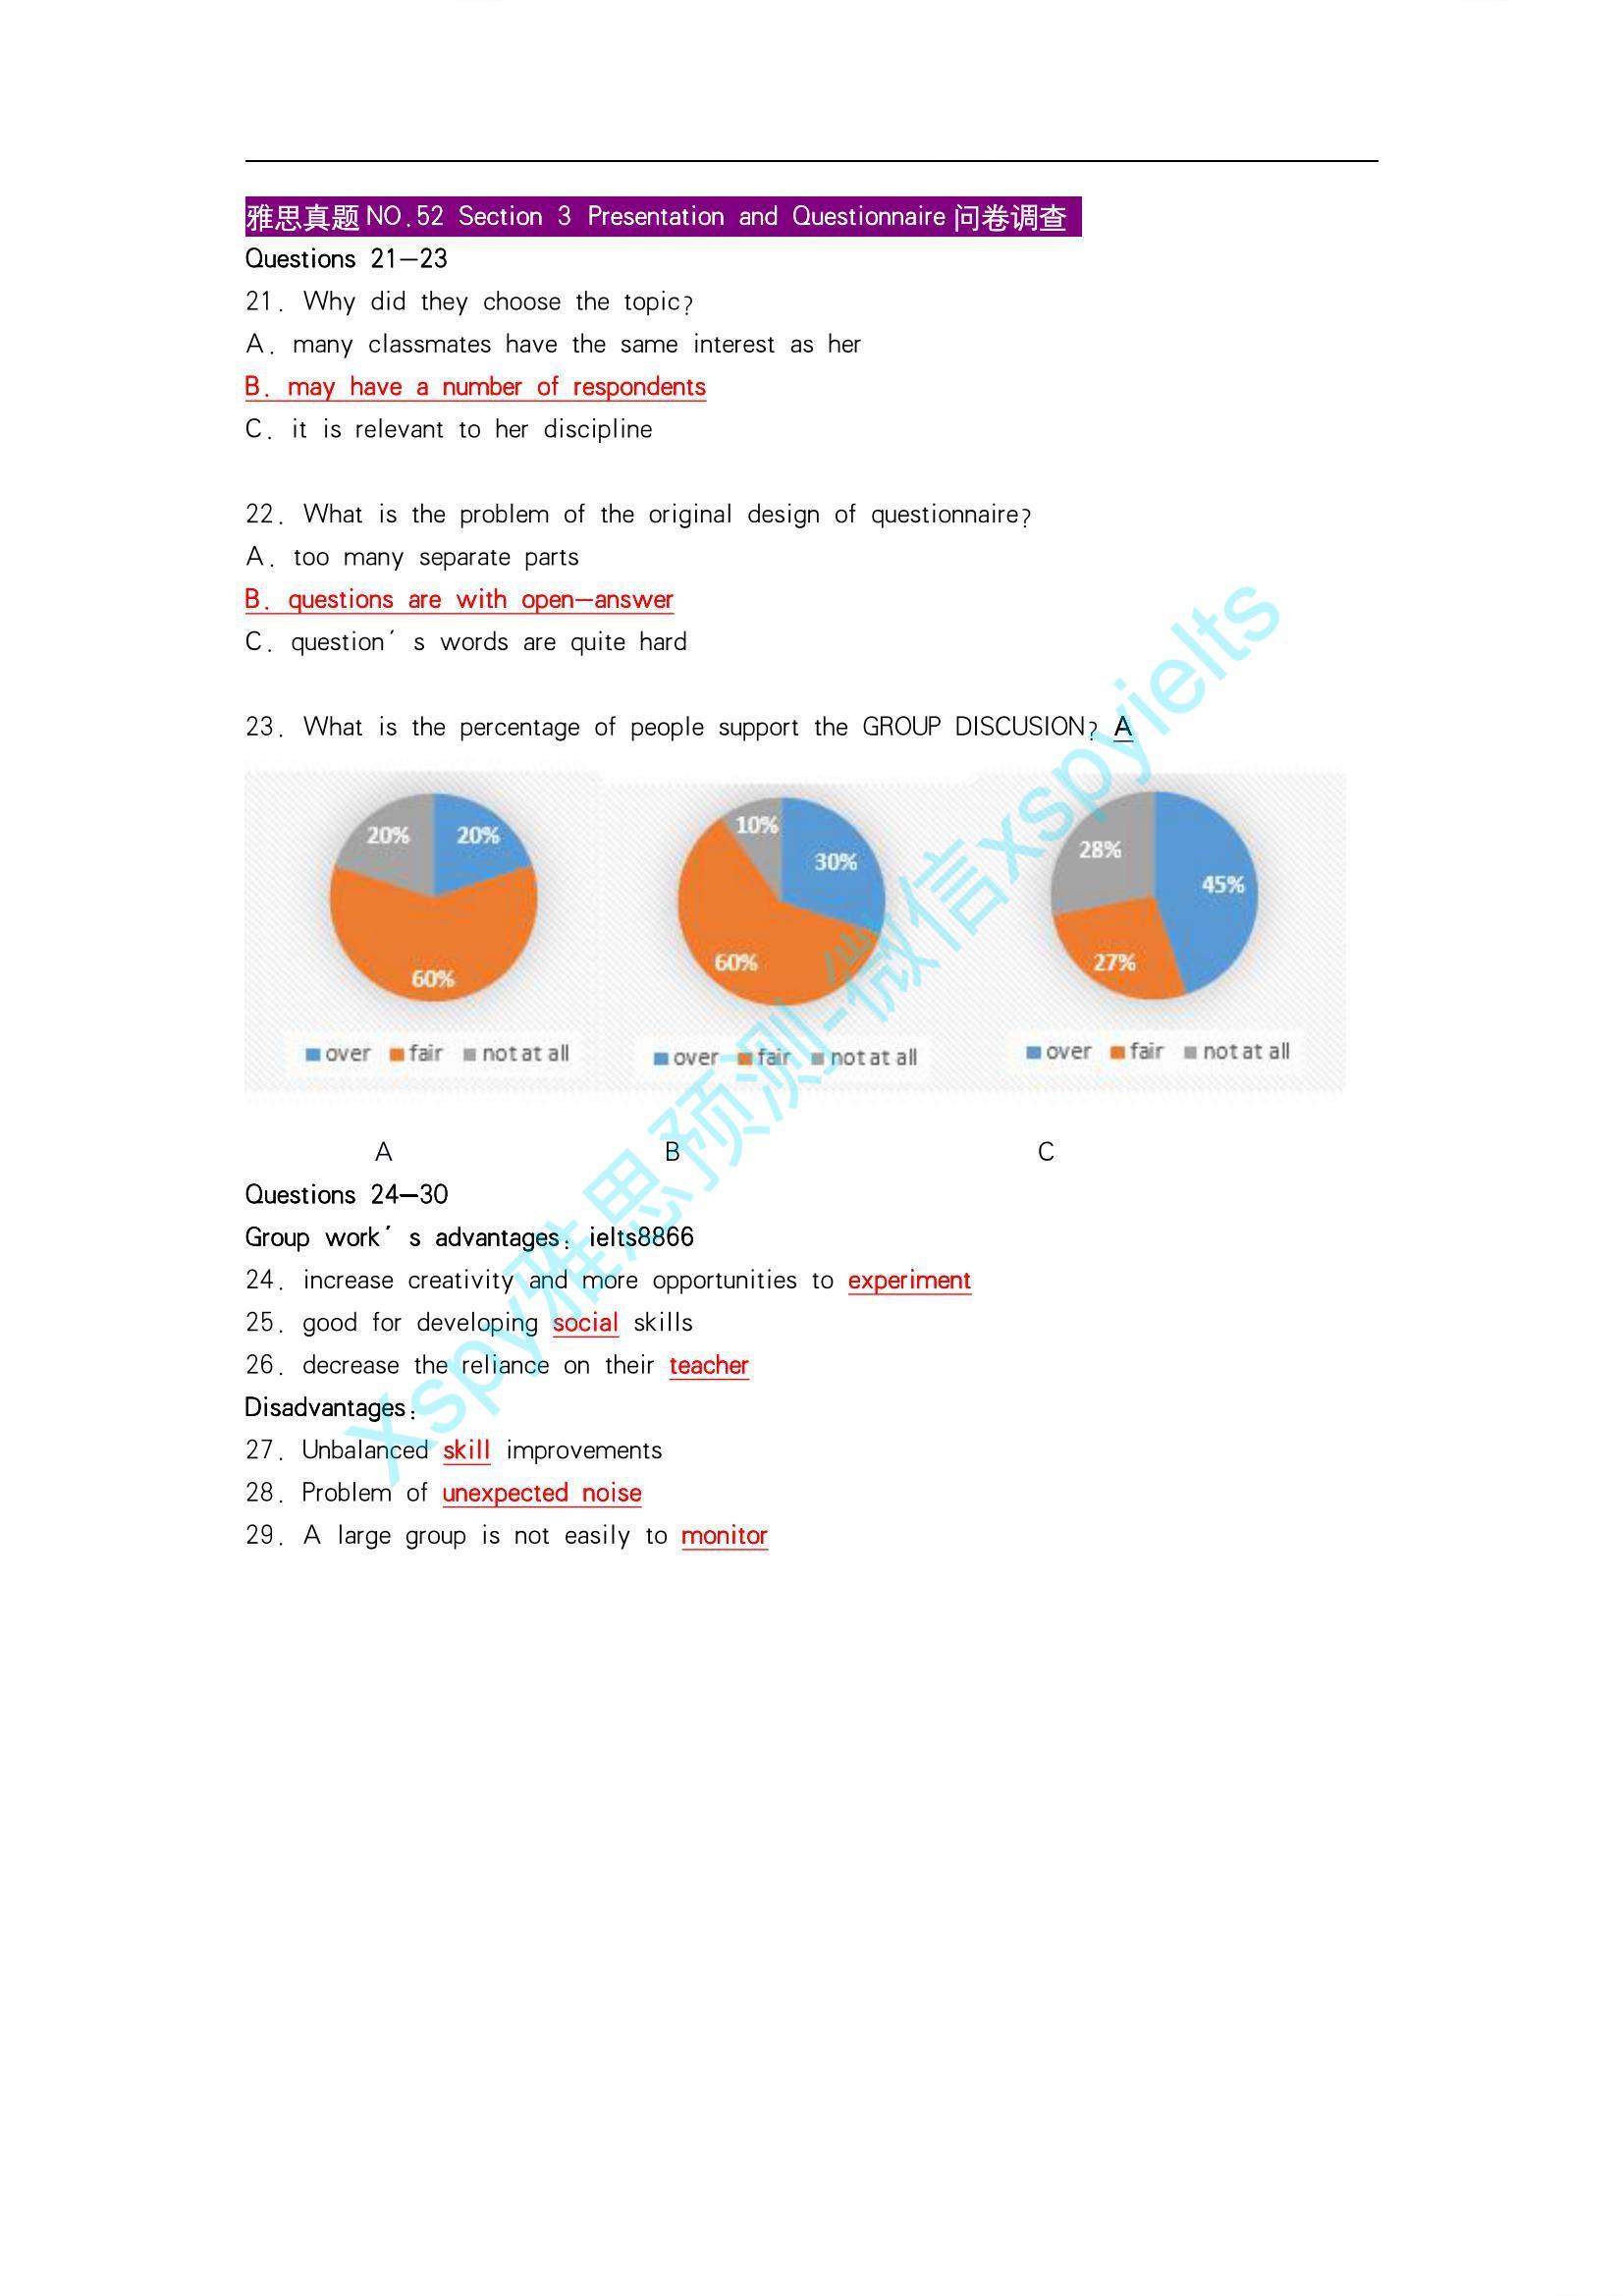 雅思真题 NO.52 Section 3 Presentation and Questionnaire 问卷调查
Questions 21—23
21. Why did they choose the topic?
A. many classmates have the same interest as her
B. may have a number of respondents
C. it is relevant to her discipline
22. What is the problem of the original design of questionnaire?
A. too many separate parts
B. questions are with open—answer
C. question′ s words are quite hard
23. What is the percentage of people support the GROUP DISCUSION? A
20% 20% 60%
over fair not at all
10% 30% 60%
over fair not at all
28% 45% 27%
over fair not at all
A B C
Questions 24—30
Group work′ s advantages: ielts8866
24. increase creativity and more opportunities to experiment
25. good for developing social skills
26. decrease the reliance on their teacher
Disadvantages:
27. Unbalanced skill improvements
28. Problem of unexpected noise
29. A large group is not easily to monitor
Xspy雅思预测-微信xspyielts